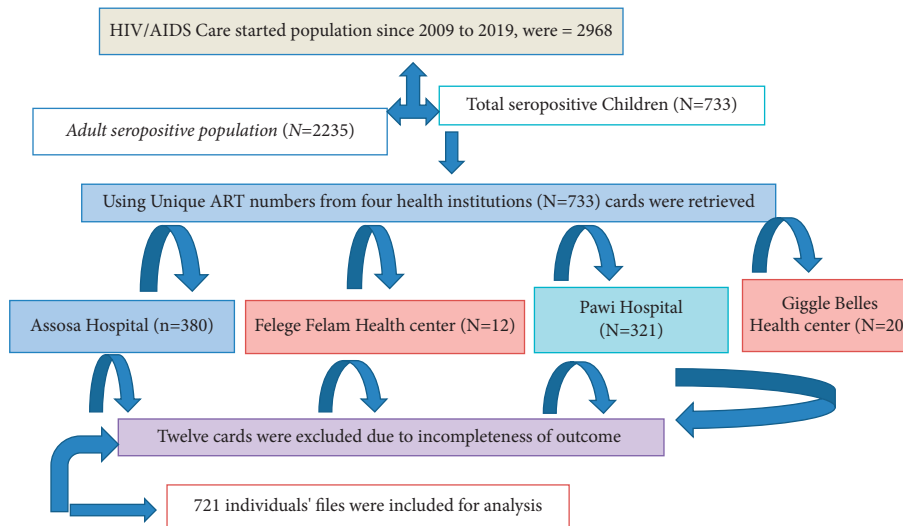 HIV/AIDS Care started population since 2009 to 2019, were = 2968
Total seropositive Children (N=733)
Adult seropositive population (N=2235)
Using Unique ART numbers from four health institutions (N=733) cards were retrieved
Assosa Hospital (n=380)
Felege Felam Health center (N=12)
Pawi Hospital
(N=321)
Giggle Belles
Health center (N=20
Twelve cards were excluded due to incompleteness of outcome
721 individuals' files were included for analysis